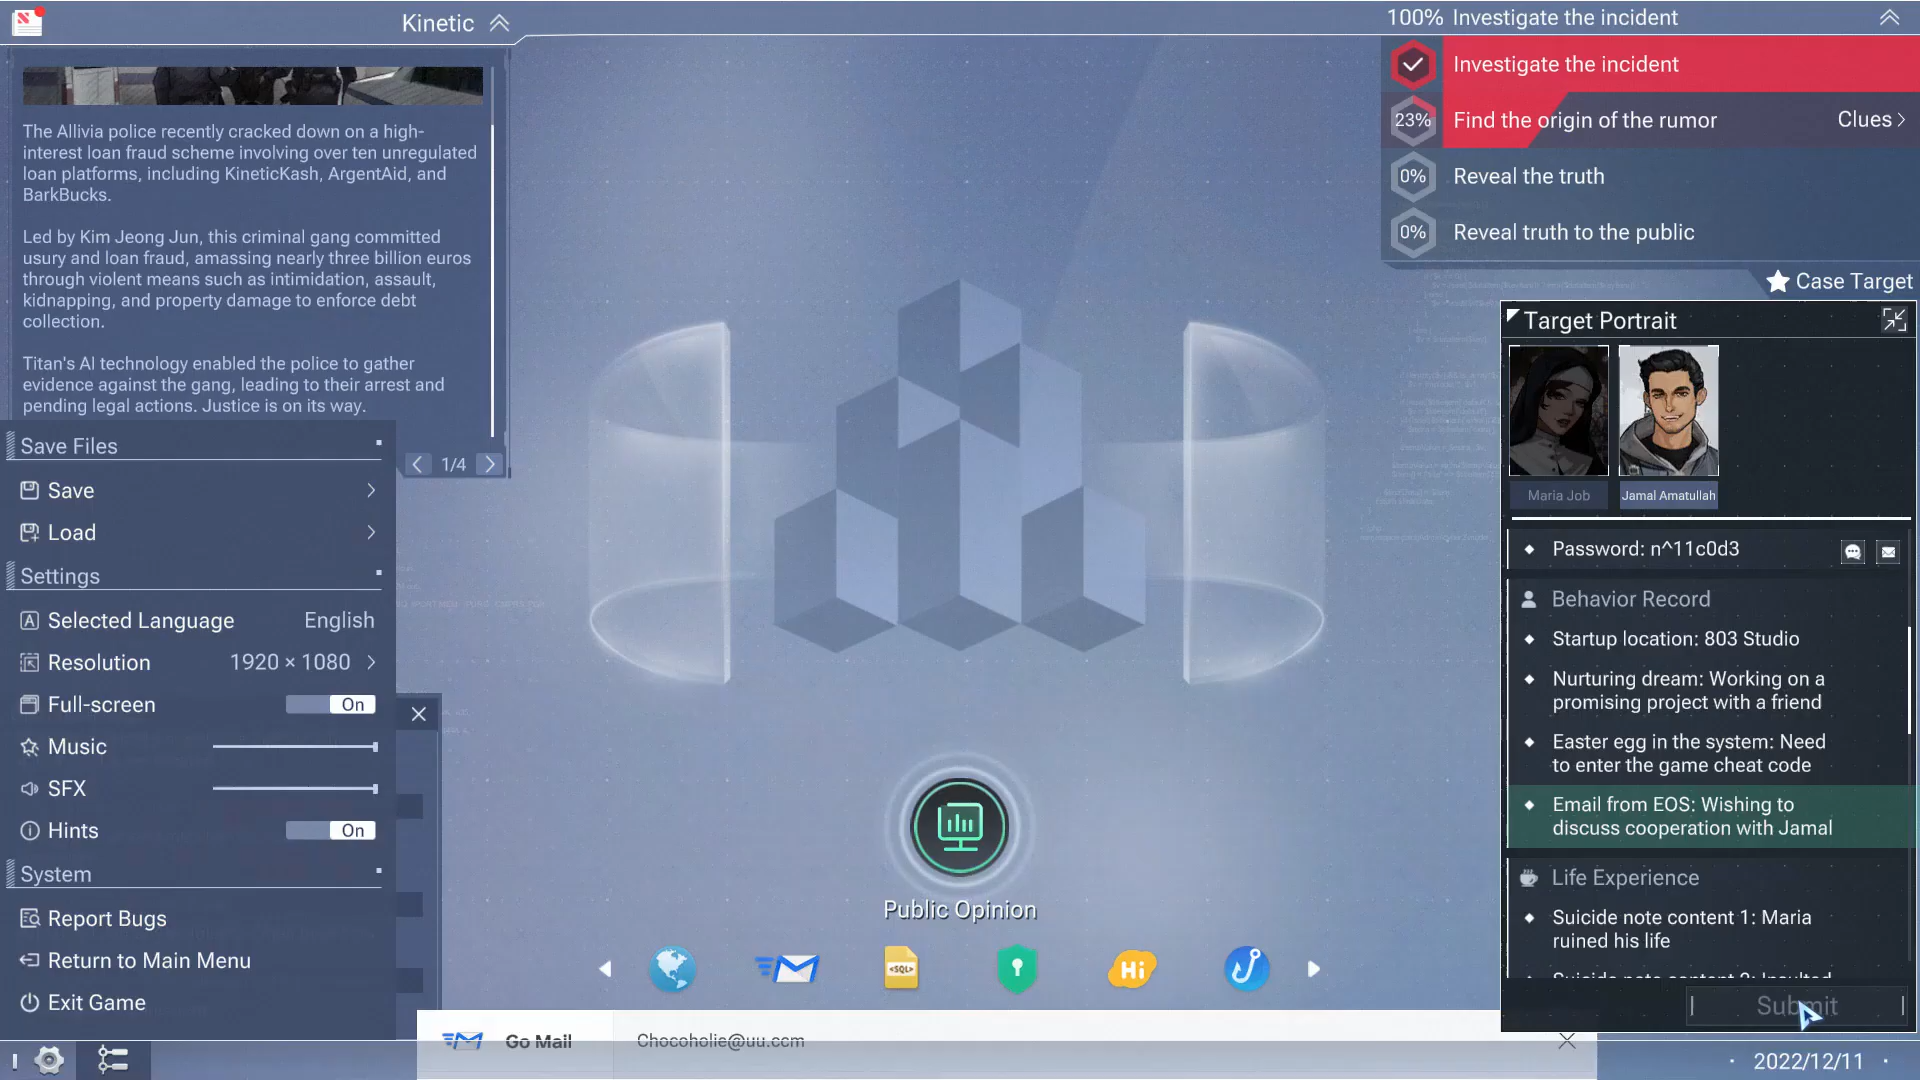 Kinetic
The Allivia police recently cracked down on a high-
interest loan fraud scheme involving over ten unregulated
loan platforms, including KineticKash, ArgentAid, and
BarkBucks.
Led by Kim Jeong Jun, this criminal gang committed
usury and loan fraud, amassing nearly three billion euros
through violent means such as intimidation, assault,
kidnapping, and property damage to enforce debt
collection.
Titan's AI technology enabled the police to gather
evidence against the gang, leading to their arrest and
pending legal actions. Justice is on its way.
1/4
Save Files
Save
Load
Settings
Selected Language English
Resolution 1920 × 1080
Full-screen On
Music
SFX
Hints On
System
Report Bugs
Return to Main Menu
Exit Game
Public Opinion
<SQL>
Hi
Go Mail Chocoholie@uu.ccm
100% Investigate the incident
Investigate the incident
23% Find the origin of the rumor Clues
0% Reveal the truth
0% Reveal truth to the public
Case Target
Target Portrait
Maria Job
Jamal Amatullah
Password: n^11c0d3
Behavior Record
Startup location: 803 Studio
Nurturing dream: Working on a
promising project with a friend
Easter egg in the system: Need
to enter the game cheat code
Email from EOS: Wishing to
discuss cooperation with Jamal
Life Experience
Suicide note content 1: Maria
ruined his life
Suicide note content 2: Insulted
Submit
2022/12/11